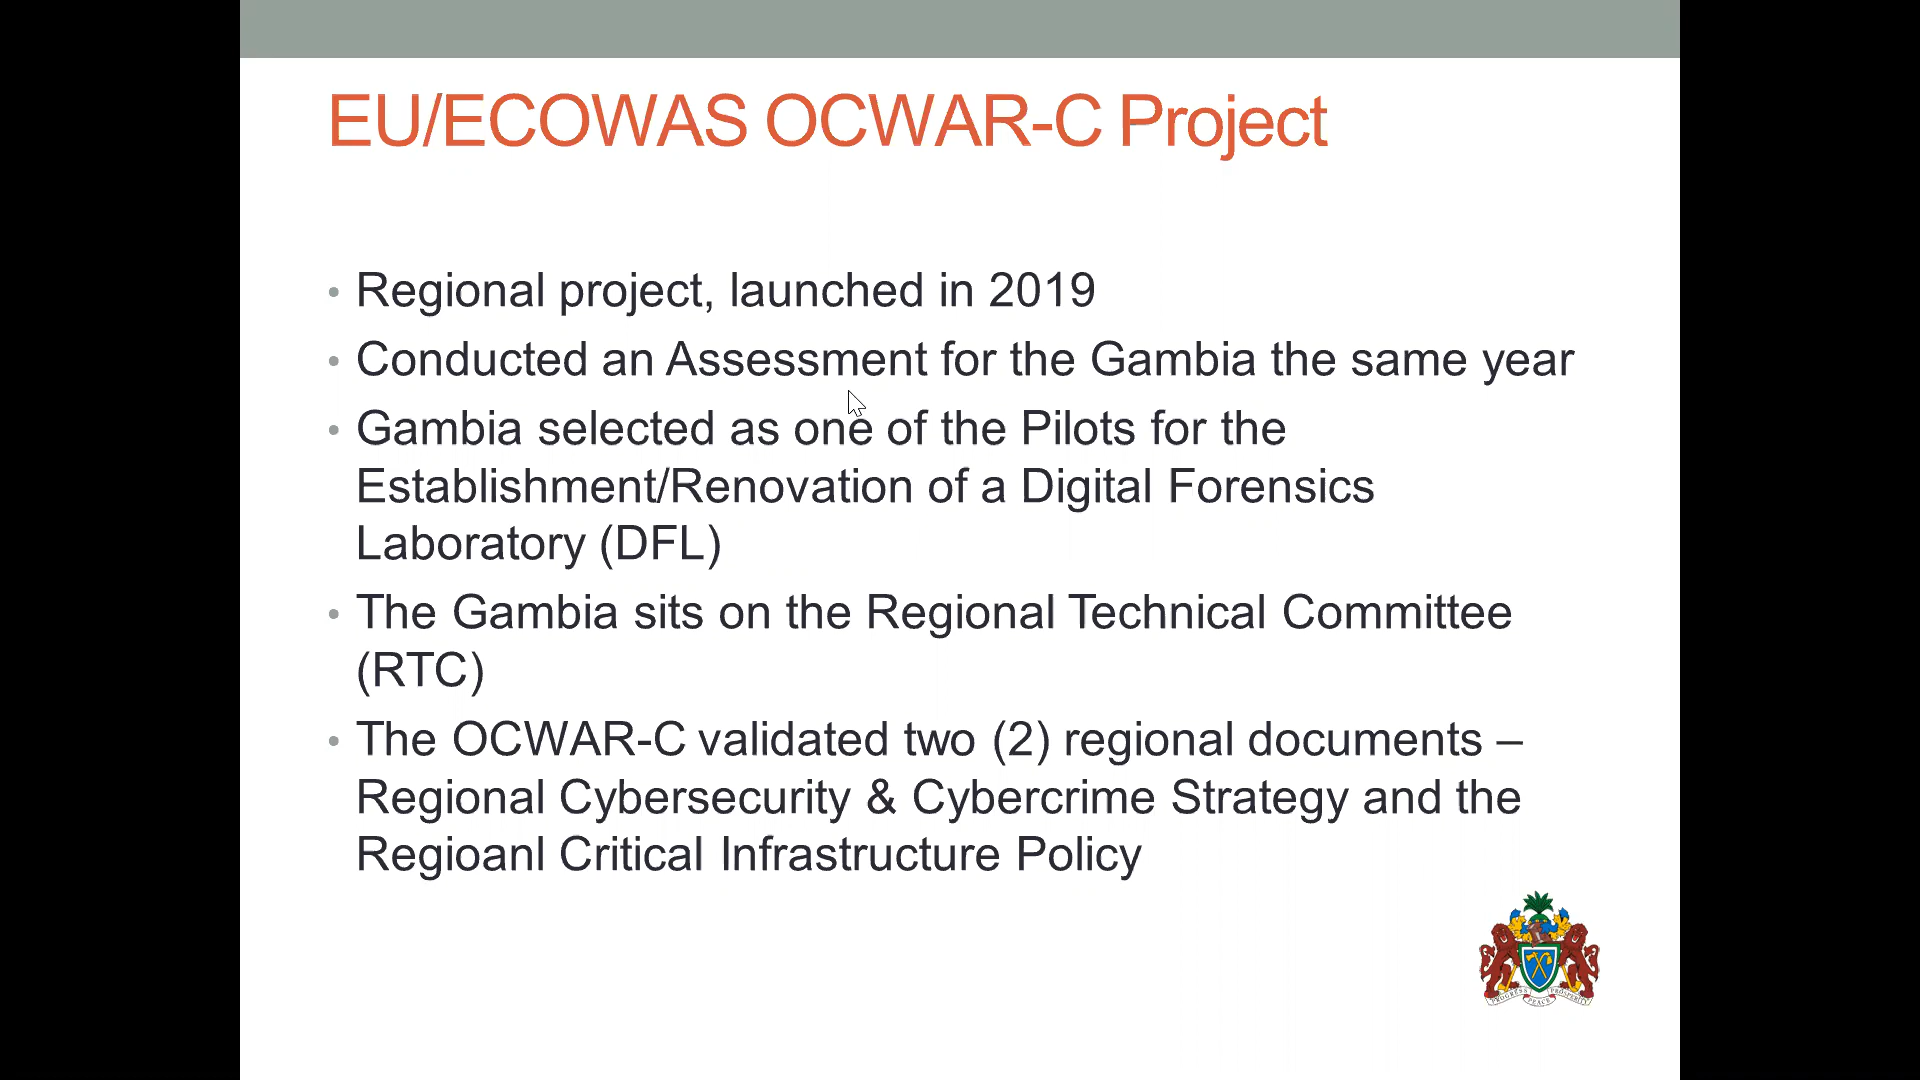 EU/ECOWAS OCWAR-C Project
• Regional project, launched in 2019
• Conducted an Assessment for the Gambia the same year
• Gambia selected as one of the Pilots for the
Establishment/Renovation of a Digital Forensics
Laboratory (DFL)
• The Gambia sits on the Regional Technical Committee
(RTC)
• The OCWAR-C validated two (2) regional documents –
Regional Cybersecurity & Cybercrime Strategy and the
Regioanl Critical Infrastructure Policy
PROGRESS PEACE PROSPERITY